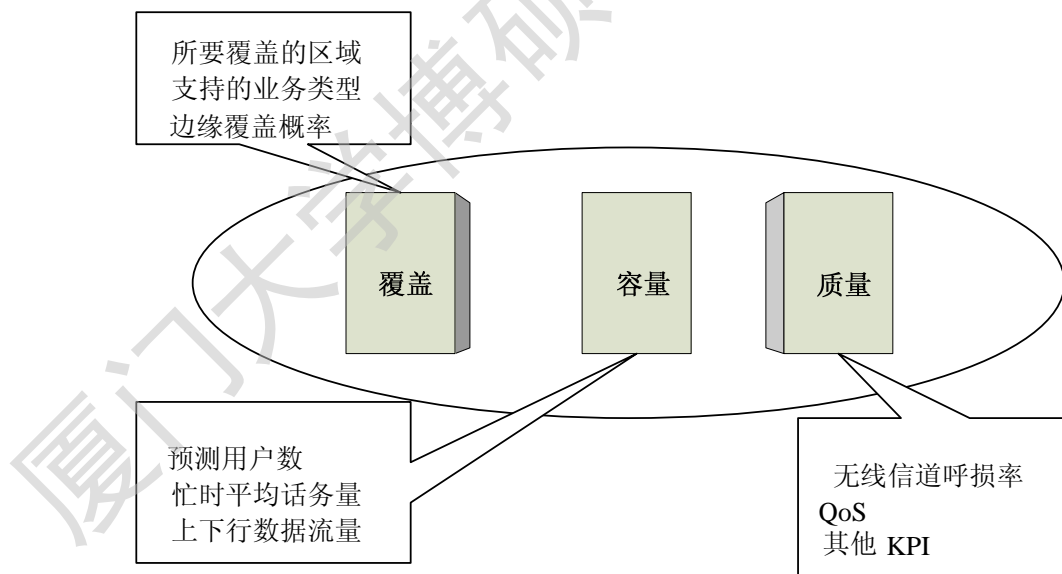 所要覆盖的区域
支持的业务类型
边缘覆盖概率
覆盖
容量
质量
预测用户数
忙时平均话务量
上下行数据流量
无线信道呼损率
QoS
其他 KPI
厦门大学博硕